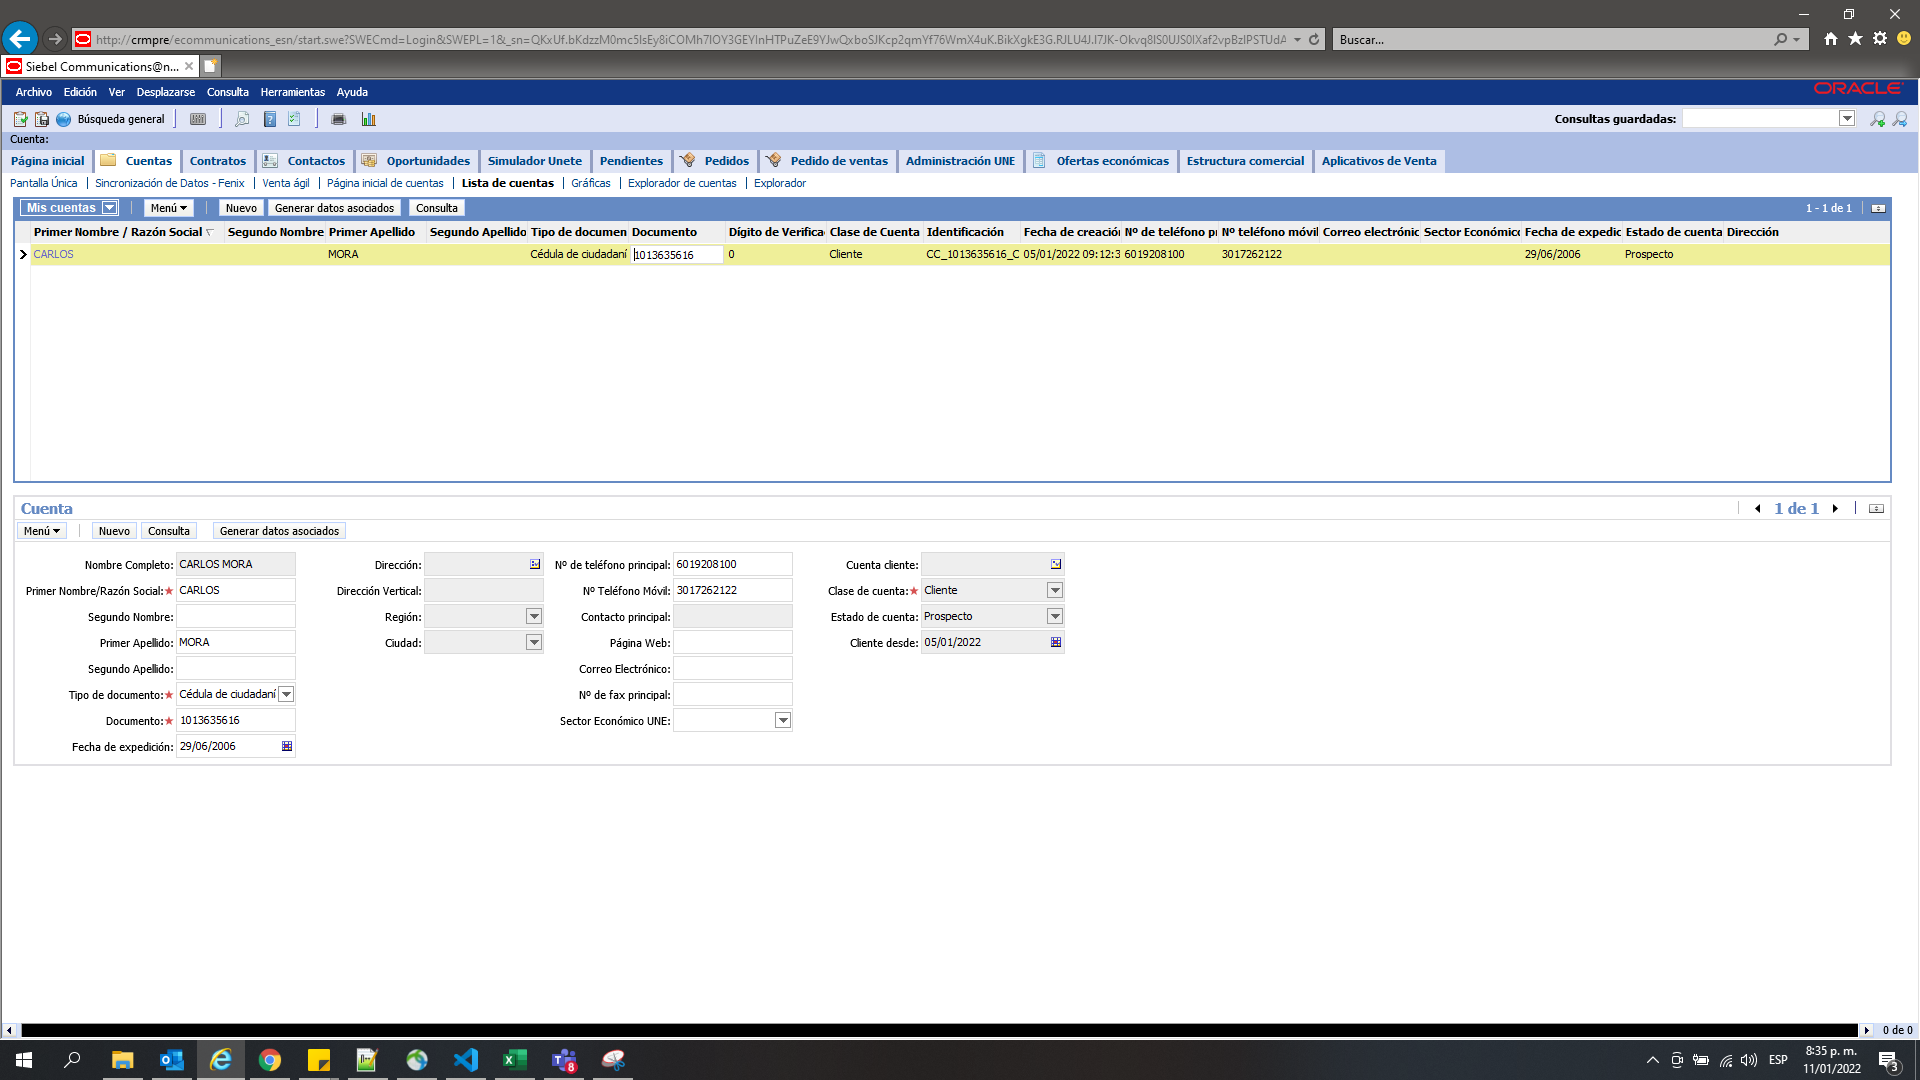 http://crmpre/ecommunications_esn/start.swe?SWECmd=Login&SWEPL=1&_sn=
Buscar...
Siebel Communications@n...
Archivo Edición Ver Desplazarse Consulta Herramientas Ayuda
ORACLE
Búsqueda general
Consultas guardadas:
Cuenta:
Página inicial Cuentas Contratos Contactos Oportunidades Simulador Unete Pendientes Pedidos Pedido de ventas Administración UNE Ofertas económicas Estructura comercial Aplicativos de Venta
Pantalla Única Sincronización de Datos - Fenix Venta ágil Página inicial de cuentas Lista de cuentas Gráficas Explorador de cuentas Explorador
Mis cuentas Menú Nuevo Generar datos asociados Consulta 1 - 1 de 1
Primer Nombre / Razón Social Segundo Nombre Primer Apellido Segundo Apellido Tipo de documen Documento Dígito de Verifica Clase de Cuenta Identificación Fecha de creació Nº de teléfono p Nº teléfono móvil Correo electrónic Sector Económico Fecha de expedic Estado de cuenta Dirección
CARLOS MORA Cédula de ciudadaní 1013635616 0 Cliente CC_1013635616_C 05/01/2022 09:12:3 6019208100 3017262122 29/06/2006 Prospecto
Cuenta 1 de 1
Menú Nuevo Consulta Generar datos asociados
Nombre Completo: CARLOS MORA Dirección: Nº de teléfono principal: 6019208100 Cuenta cliente:
Primer Nombre/Razón Social:★ CARLOS Dirección Vertical: Nº Teléfono Móvil: 3017262122 Clase de cuenta:★ Cliente
Segundo Nombre: Región: Contacto principal: Estado de cuenta: Prospecto
Primer Apellido: MORA Ciudad: Página Web: Cliente desde: 05/01/2022
Segundo Apellido: Correo Electrónico:
Tipo de documento:★ Cédula de ciudadaní Nº de fax principal:
Documento:★ 1013635616 Sector Económico UNE:
Fecha de expedición: 29/06/2006
0 de 0
8:35 p. m.
ESP
11/01/2022
8
3